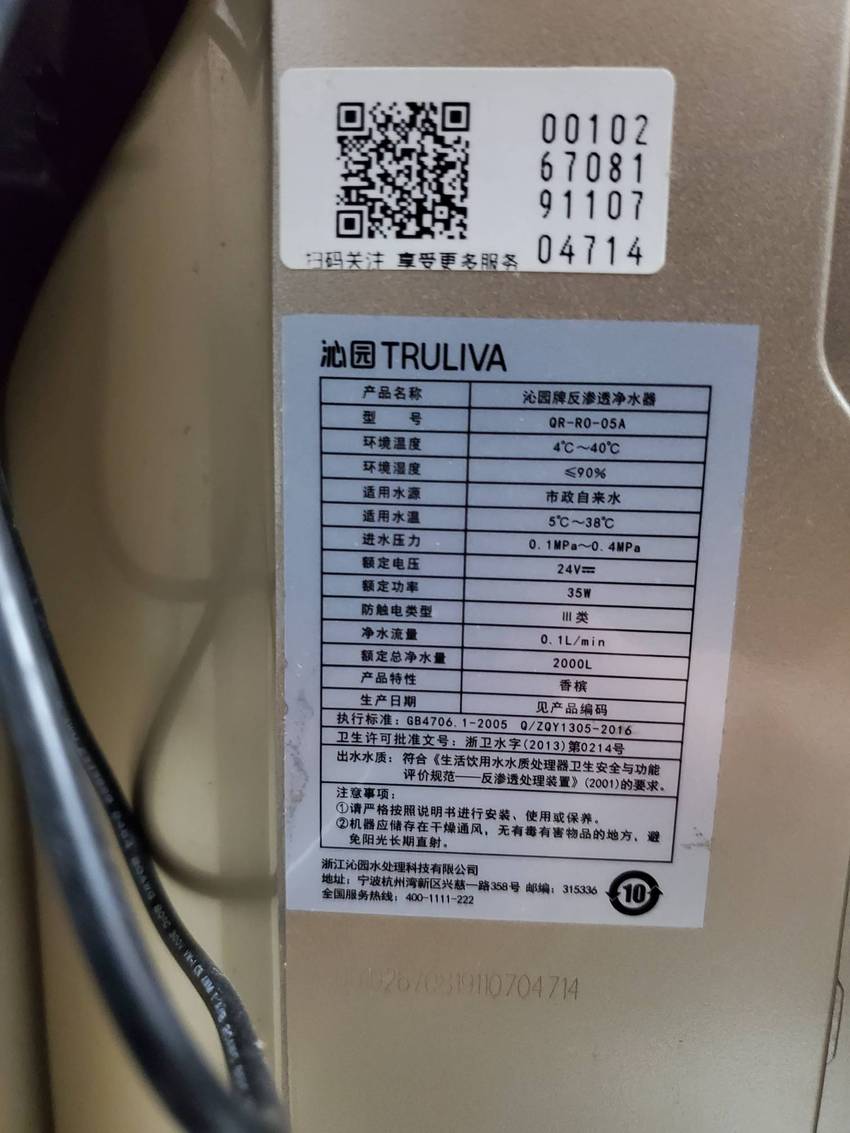 00102
67081
91107
04714
扫码关注 享受更多服务
沁园TRULIVA
产品名称 沁园牌反渗透净水器
型 号 QR-RO-05A
环境温度 4℃～40℃
环境湿度 ≤90%
适用水源 市政自来水
适用水温 5℃～38℃
进水压力 0.1MPa～0.4MPa
额定电压 24V⎓
额定功率 35W
防触电类型 III类
净水流量 0.1L/min
额定总净水量 2000L
产品特性 香槟
生产日期 见产品编码
执行标准：GB4706.1-2005 Q/ZQY1305-2016
卫生许可批准文号：浙卫水字(2013)第0214号
出水水质：符合《生活饮用水水质处理器卫生安全与功能
评价规范——反渗透处理装置》(2001)的要求。
注意事项：
①请严格按照说明书进行安装、使用或保养。
②机器应储存在干燥通风，无有毒有害物品的地方，避
免阳光长期直射。
浙江沁园水处理科技有限公司
地址：宁波杭州湾新区兴慈一路358号 邮编：315336
全国服务热线：400-1111-222
10
0010267081911070­4714